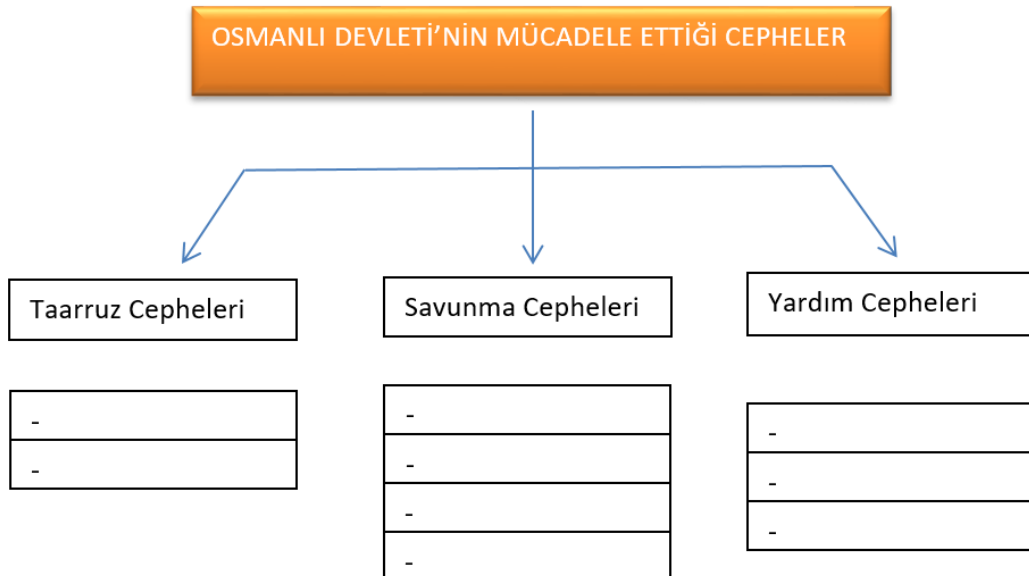 OSMANLI DEVLETİ’NİN MÜCADELE ETTİĞİ CEPHELER
Taarruz Cepheleri
-
-
Savunma Cepheleri
-
-
-
-
Yardım Cepheleri
-
-
-